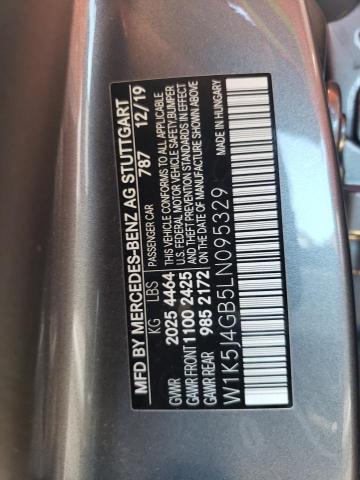 MFD BY MERCEDES-BENZ AG STUTTGART
787 12/19
PASSENGER CAR
KG LBS
GVWR 2025 4464
GAWR FRONT 1100 2425
GAWR REAR 985 2172
THIS VEHICLE CONFORMS TO ALL APPLICABLE
U.S. FEDERAL MOTOR VEHICLE SAFETY, BUMPER
AND THEFT PREVENTION STANDARDS IN EFFECT
ON THE DATE OF MANUFACTURE SHOWN ABOVE
MADE IN HUNGARY
W1K5J4GB5LN095329